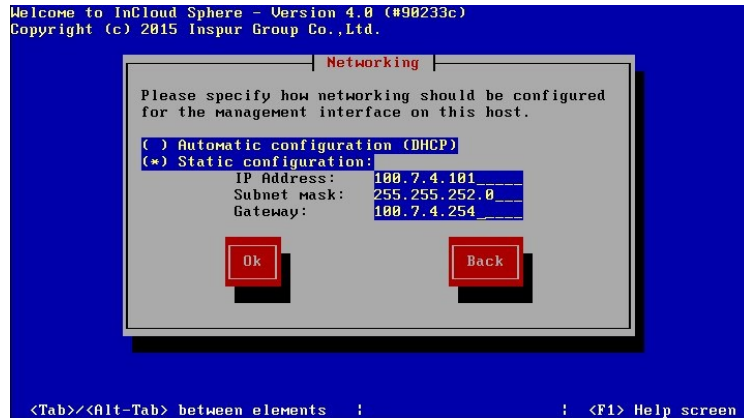 Welcome to InCloud Sphere - Version 4.0 (#90233c)
Copyright (c) 2015 Inspur Group Co.,Ltd.
Networking
Please specify how networking should be configured
for the management interface on this host.
( ) Automatic configuration (DHCP)
(*) Static configuration:
IP Address: 100.7.4.101_____
Subnet mask: 255.255.252.0___
Gateway: 100.7.4.254_____
Ok Back
<Tab>/<Alt-Tab> between elements ¦ ¦ <F1> Help screen